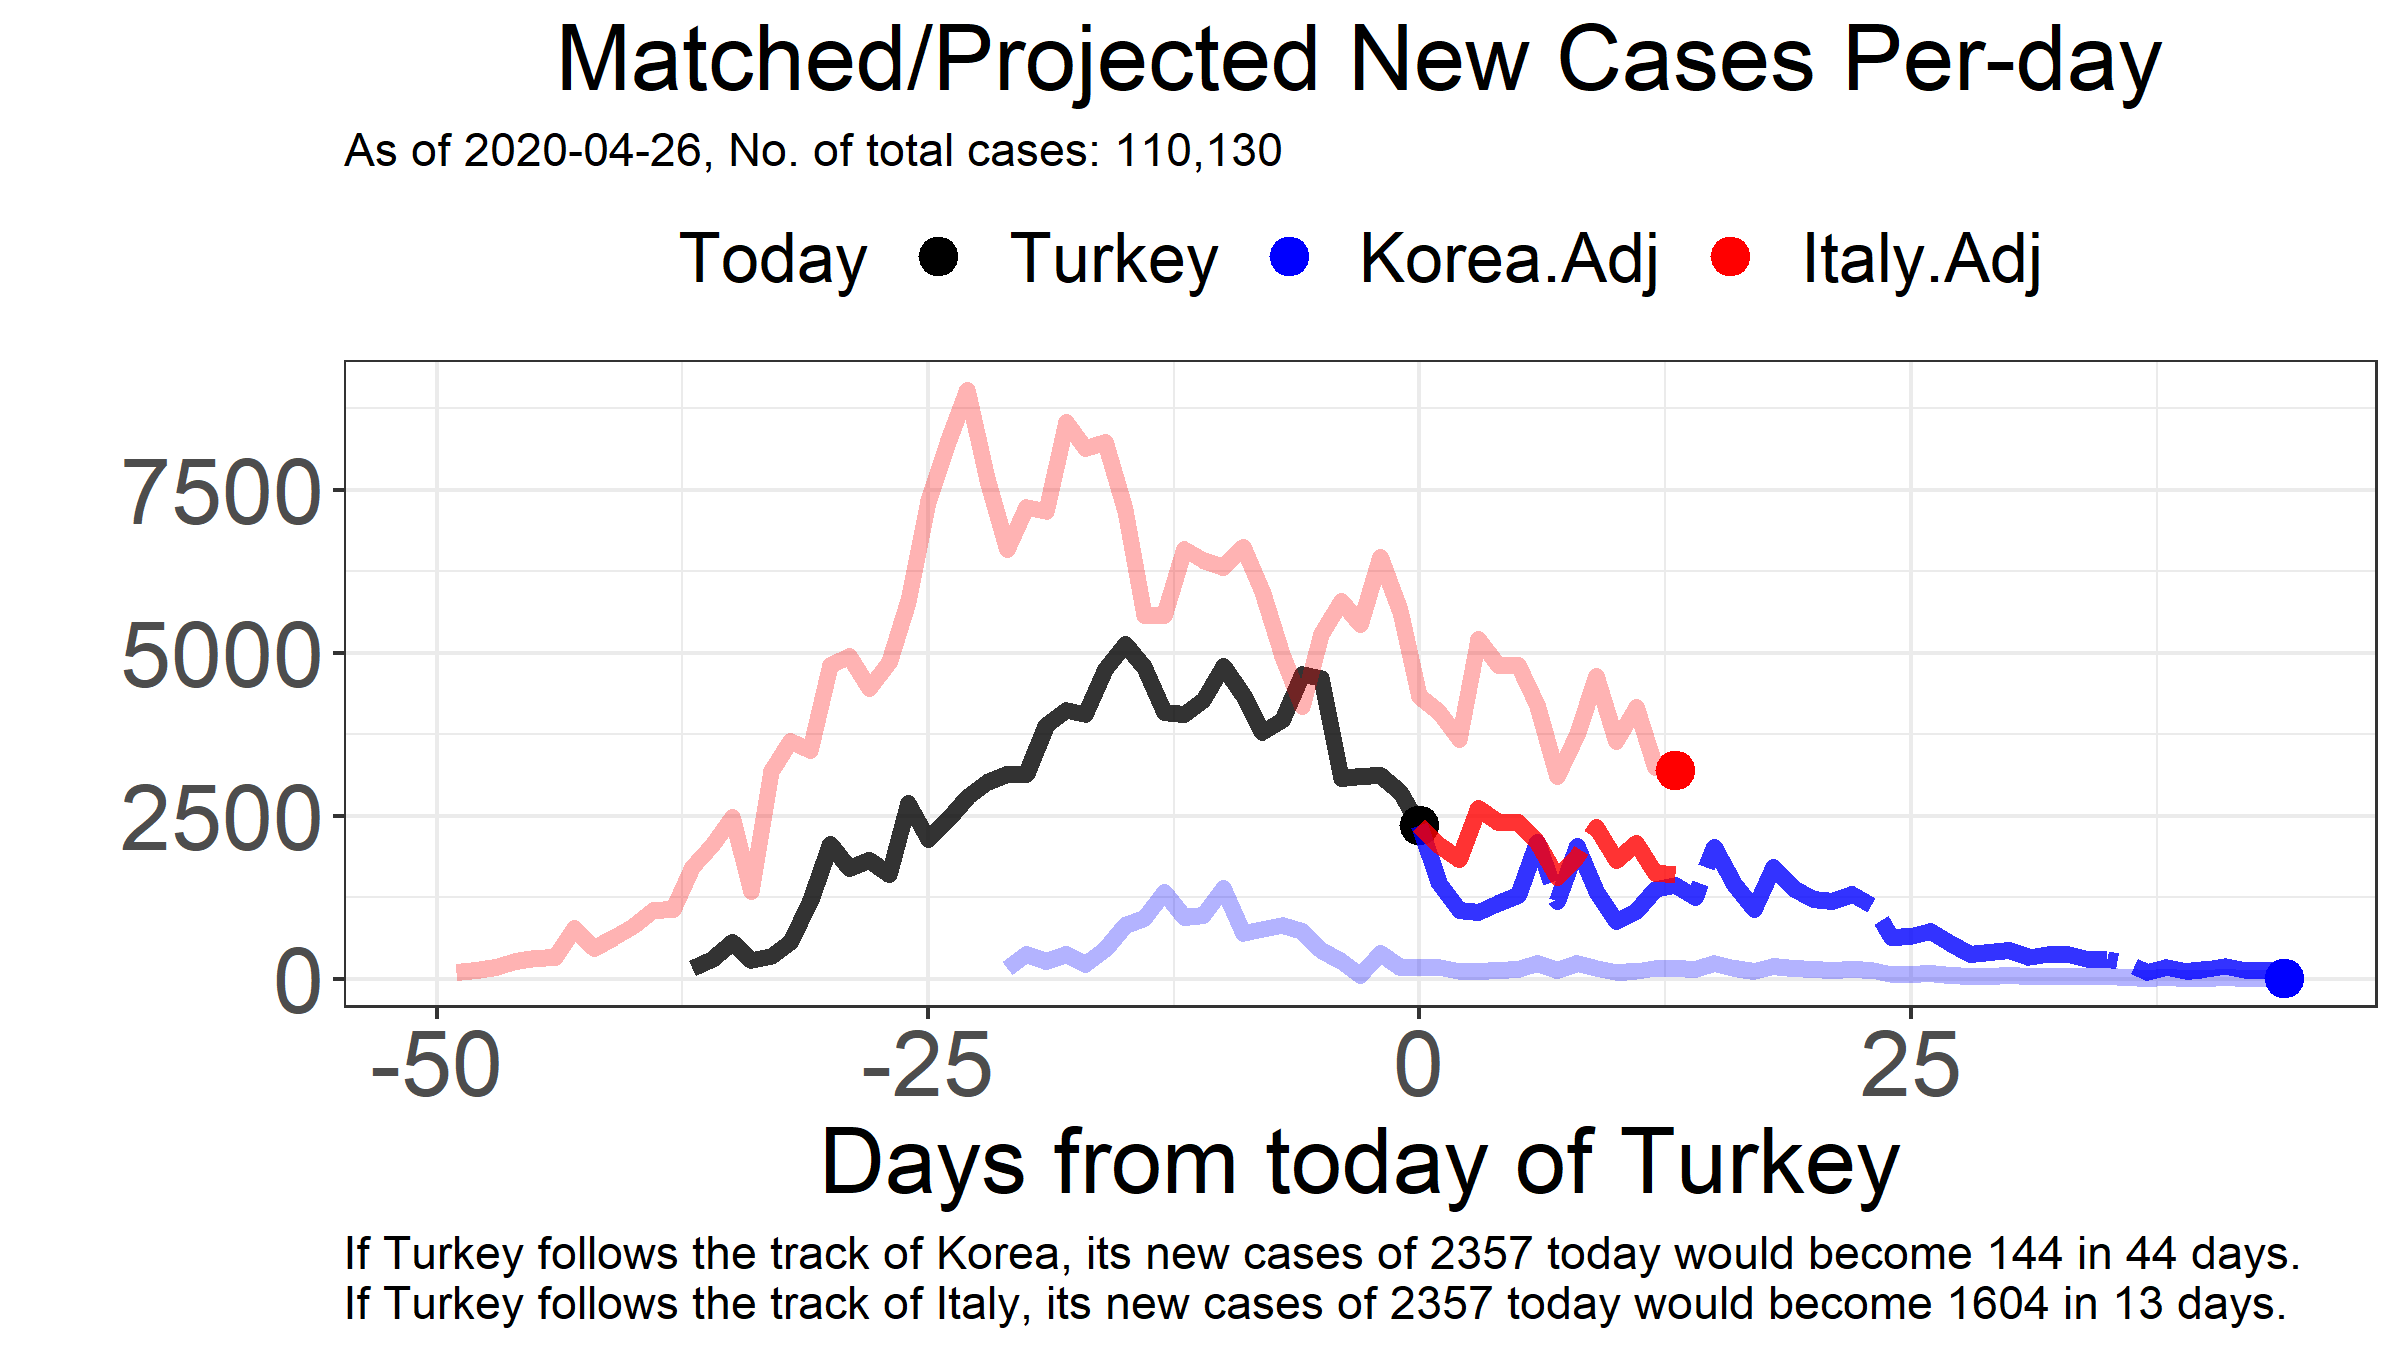 Matched/Projected New Cases Per-day
As of 2020-04-26, No. of total cases: 110,130
Today Turkey Korea.Adj Italy.Adj
7500
5000
2500
0
-50 -25 0 25
Days from today of Turkey
If Turkey follows the track of Korea, its new cases of 2357 today would become 144 in 44 days.
If Turkey follows the track of Italy, its new cases of 2357 today would become 1604 in 13 days.